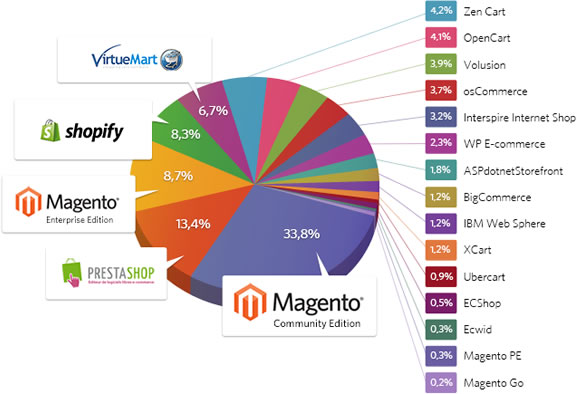 4,2% Zen Cart
4,1% OpenCart
3,9% Volusion
3,7% osCommerce
3,2% Interspire Internet Shop
2,3% WP E-commerce
1,8% ASPdotnetStorefront
1,2% BigCommerce
1,2% IBM Web Sphere
1,2% XCart
0,9% Ubercart
0,5% ECShop
0,3% Ecwid
0,3% Magento PE
0,2% Magento Go
VirtueMart
6,7%
shopify
8,3%
Magento®
Enterprise Edition
8,7%
PRESTASHOP
13,4%
33,8%
Magento®
Community Edition